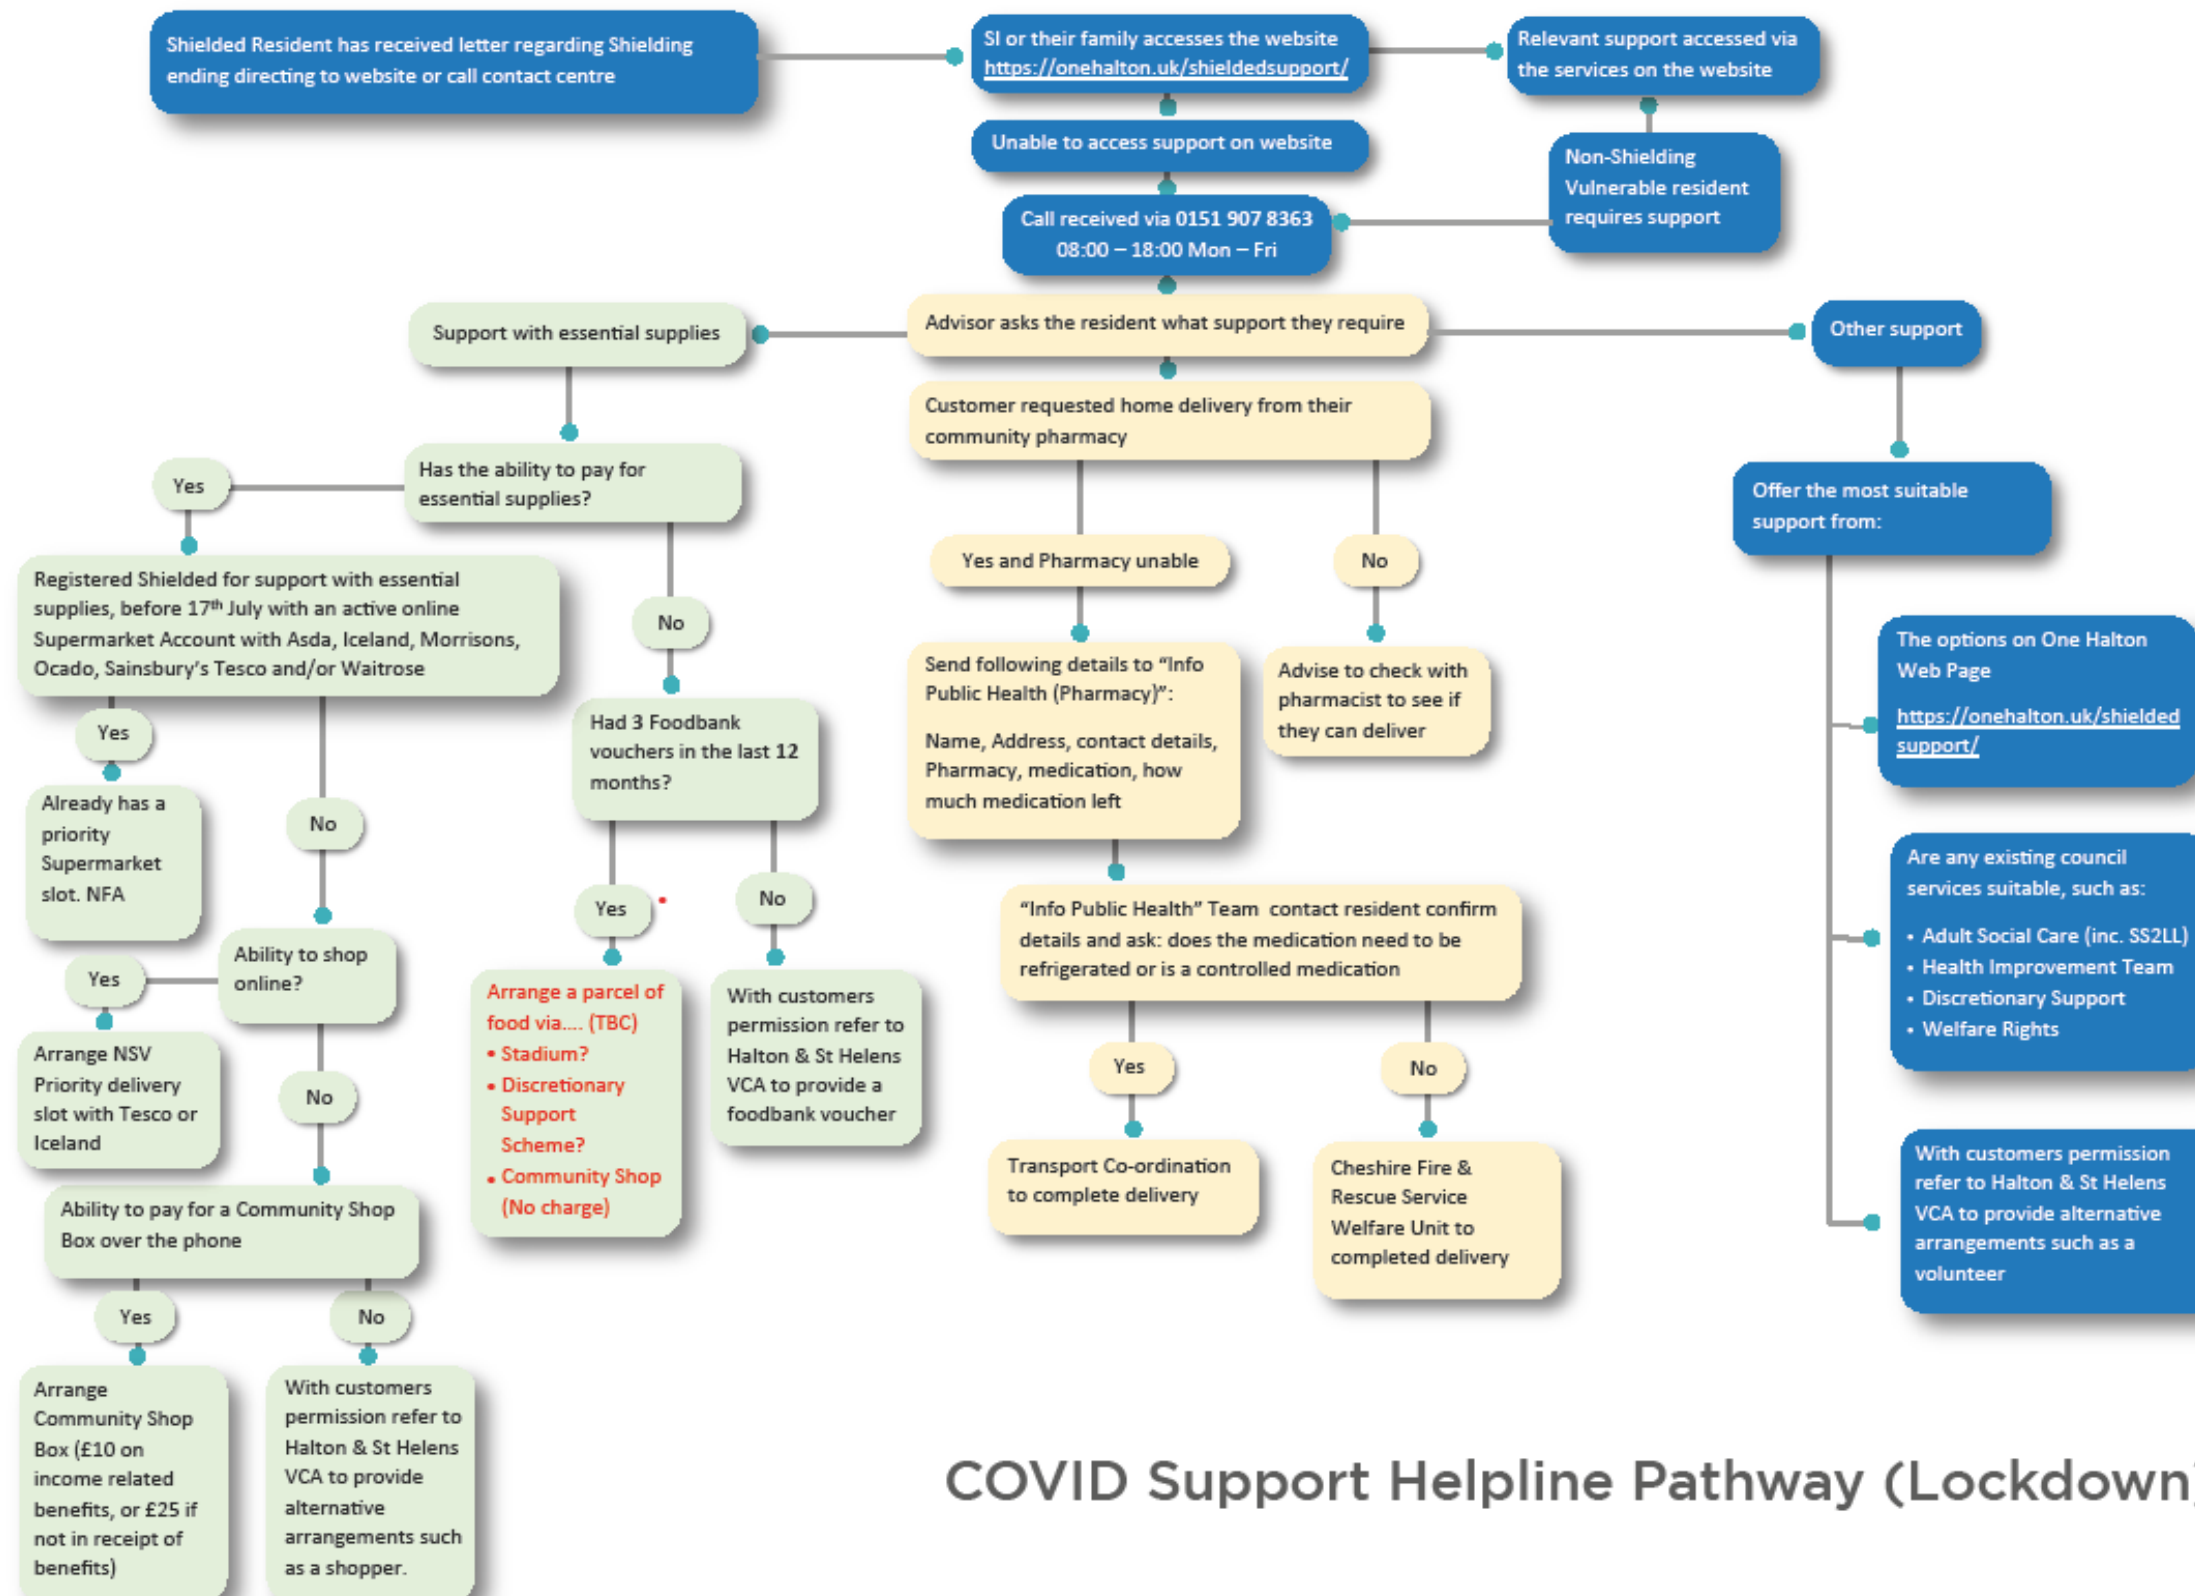 Shielded Resident has received letter regarding Shielding
ending directing to website or call contact centre
SI or their family accesses the website
https://onehalton.uk/shieldedsupport/
Relevant support accessed via
the services on the website
Unable to access support on website
Non-Shielding
Vulnerable resident
requires support
Call received via 0151 907 8363
08:00 – 18:00 Mon – Fri
Advisor asks the resident what support they require
Support with essential supplies
Has the ability to pay for
essential supplies?
Yes
Registered Shielded for support with essential
supplies, before 17th July with an active online
Supermarket Account with Asda, Iceland, Morrisons,
Ocado, Sainsbury's Tesco and/or Waitrose
Yes
Already has a
priority
Supermarket
slot. NFA
No
Ability to shop
online?
Yes
Arrange NSV
Priority delivery
slot with Tesco or
Iceland
No
Ability to pay for a Community Shop
Box over the phone
Yes
Arrange
Community Shop
Box (£10 on
income related
benefits, or £25 if
not in receipt of
benefits)
No
With customers
permission refer to
Halton & St Helens
VCA to provide
alternative
arrangements such
as a shopper.
No
Had 3 Foodbank
vouchers in the last 12
months?
Yes
Arrange a parcel of
food via.... (TBC)
• Stadium?
• Discretionary
Support
Scheme?
• Community Shop
(No charge)
No
With customers
permission refer to
Halton & St Helens
VCA to provide a
foodbank voucher
Customer requested home delivery from their
community pharmacy
Yes and Pharmacy unable
Send following details to “Info
Public Health (Pharmacy)”:
Name, Address, contact details,
Pharmacy, medication, how
much medication left
No
Advise to check with
pharmacist to see if
they can deliver
“Info Public Health” Team contact resident confirm
details and ask: does the medication need to be
refrigerated or is a controlled medication
Yes
Transport Co-ordination
to complete delivery
No
Cheshire Fire &
Rescue Service
Welfare Unit to
completed delivery
Other support
Offer the most suitable
support from:
The options on One Halton
Web Page
https://onehalton.uk/shielded
support/
Are any existing council
services suitable, such as:
• Adult Social Care (inc. SS2LL)
• Health Improvement Team
• Discretionary Support
• Welfare Rights
With customers permission
refer to Halton & St Helens
VCA to provide alternative
arrangements such as a
volunteer
COVID Support Helpline Pathway (Lockdown)